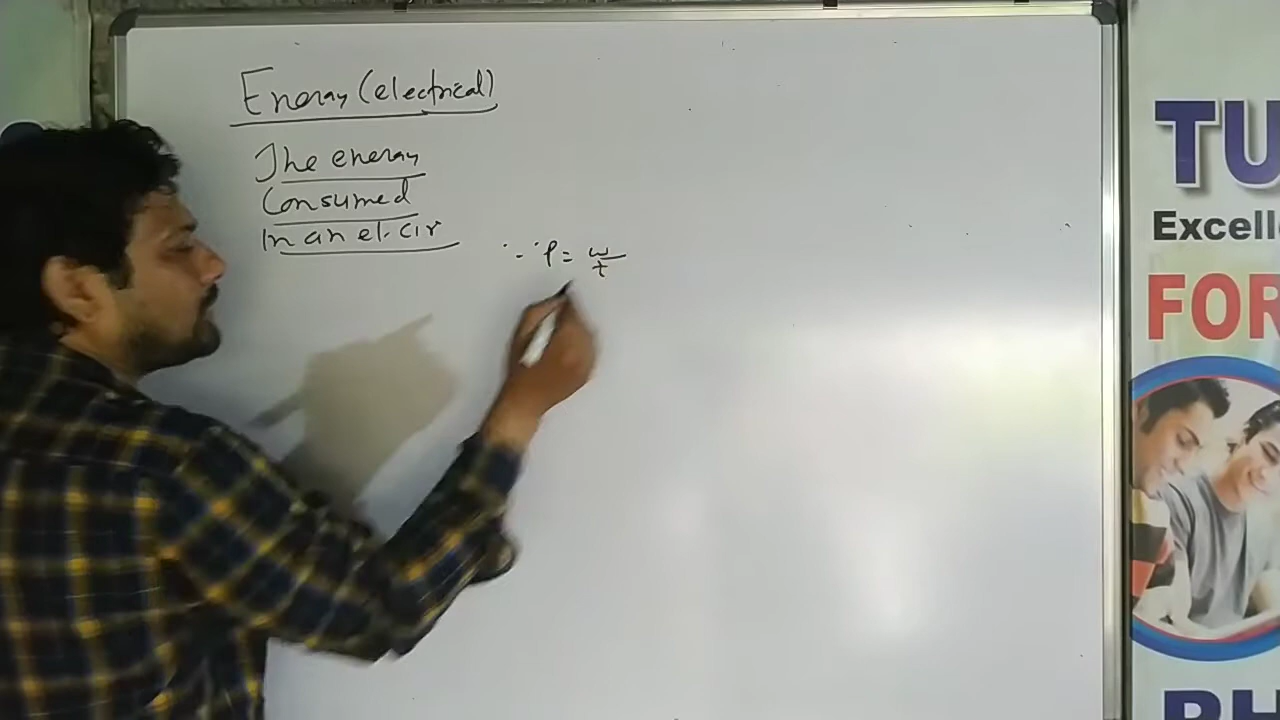 Energy (electrical)
The energy
Consumed
In an el. cir
∵ P = w/t
TU
Excell
FOR